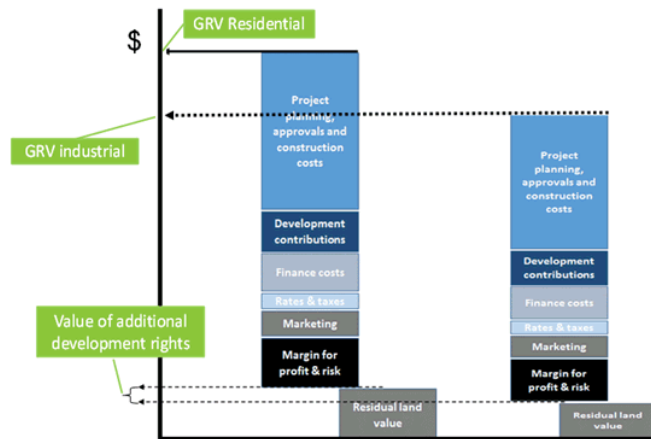 GRV Residential
$
GRV industrial
Value of additional
development rights
Project
planning,
approvals and
construction
costs
Development
contributions
Finance costs
Rates & taxes
Marketing
Margin for
profit & risk
Residual land
value
Project
planning,
approvals and
construction
costs
Development
contributions
Finance costs
Rates & taxes
Marketing
Margin for
profit & risk
Residual land
value